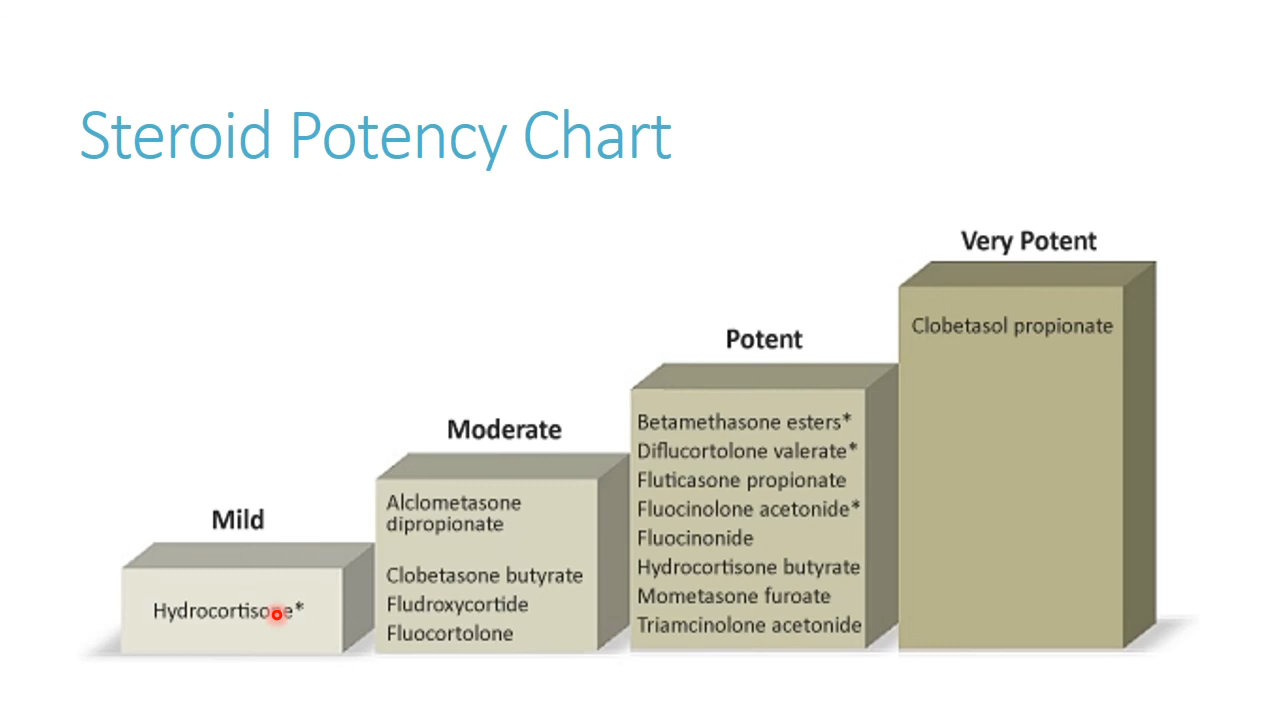 Steroid Potency Chart
Mild
Hydrocortisone*
Moderate
Alclometasone
dipropionate
Clobetasone butyrate
Fludroxycortide
Fluocortolone
Potent
Betamethasone esters*
Diflucortolone valerate*
Fluticasone propionate
Fluocinolone acetonide*
Fluocinonide
Hydrocortisone butyrate
Mometasone furoate
Triamcinolone acetonide
Very Potent
Clobetasol propionate